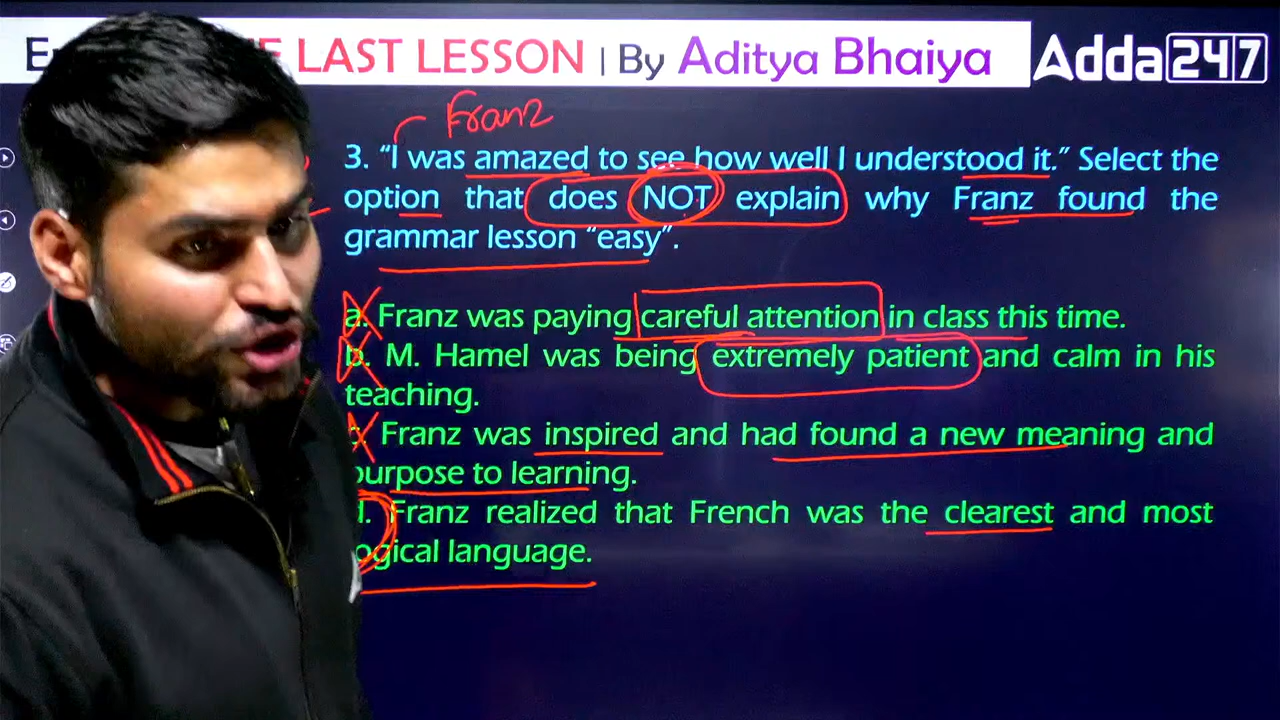 LAST LESSON | By Aditya Bhaiya
Adda247
Franz
3. "I was amazed to see how well I understood it." Select the
option that does NOT explain why Franz found the
grammar lesson "easy".
a. Franz was paying careful attention in class this time.
b. M. Hamel was being extremely patient and calm in his
teaching.
c. Franz was inspired and had found a new meaning and
purpose to learning.
d. Franz realized that French was the clearest and most
logical language.